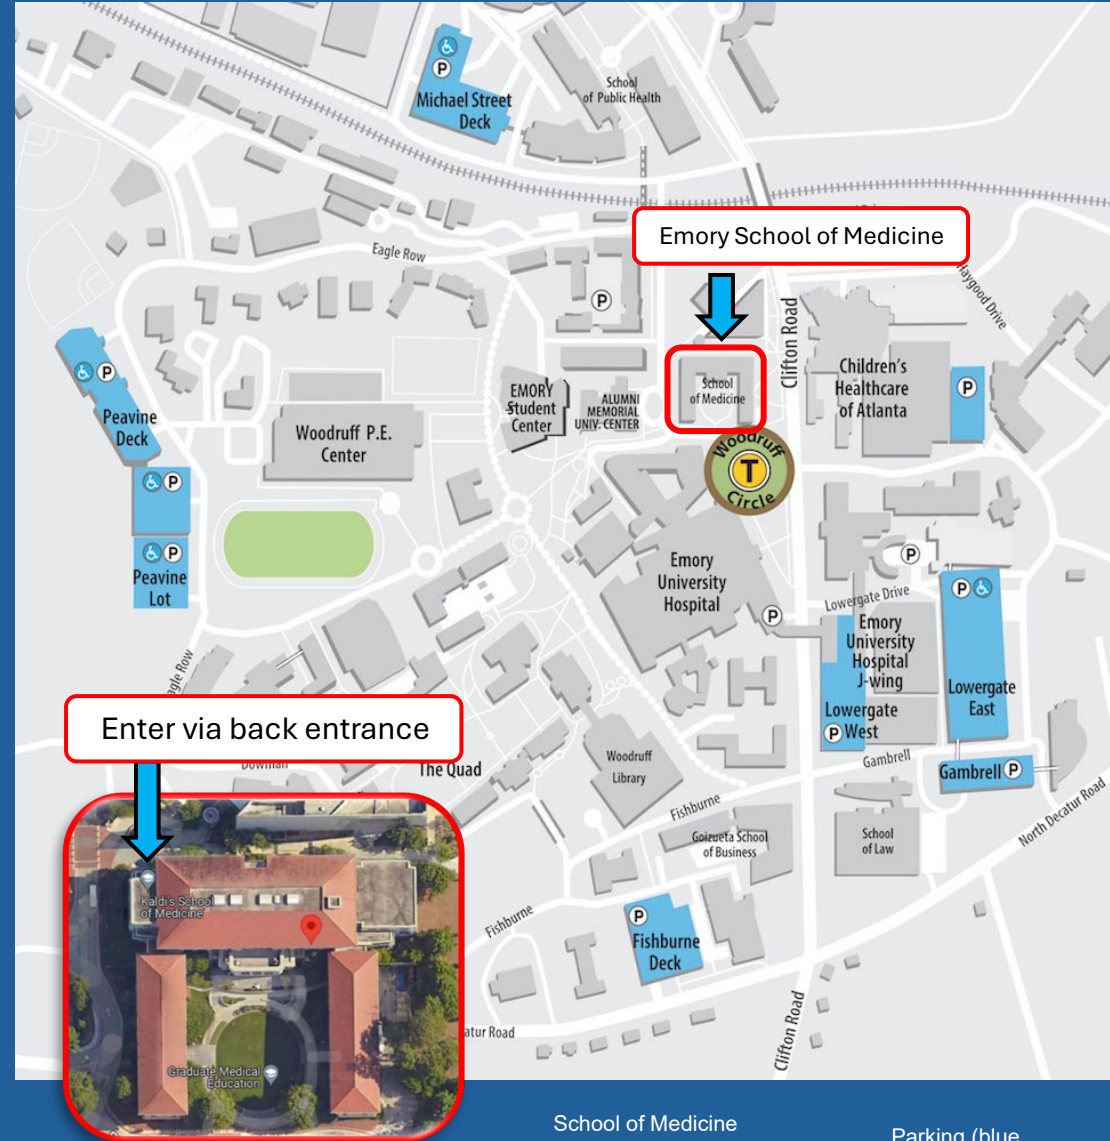 P
Michael Street
Deck
School
of Public Health
Emory School of Medicine
Eagle Row
P
Haygood Drive
Clifton Road
School
of Medicine
Children's
Healthcare
of Atlanta
P
P
Peavine
Deck
Woodruff P.E.
Center
EMORY
Student
Center
ALUMNI
MEMORIAL
UNIV. CENTER
Woodruff
T
Circle
P
P
Peavine
Lot
Emory
University
Hospital
P
P
P
Lowergate Drive
Emory
University
Hospital
J-wing
Lowergate
East
Lowergate
P West
Eagle Row
Enter via back entrance
Dowman
The Quad
Woodruff
Library
Gambrell
Gambrell P
Fishburne
Goizueta School
of Business
School
of Law
North Decatur Road
Kaldi's School
of Medicine
Fishburne
P
Fishburne
Deck
Graduate Medical
Education
atur Road
Clifton Road
School of Medicine
Parking (blue